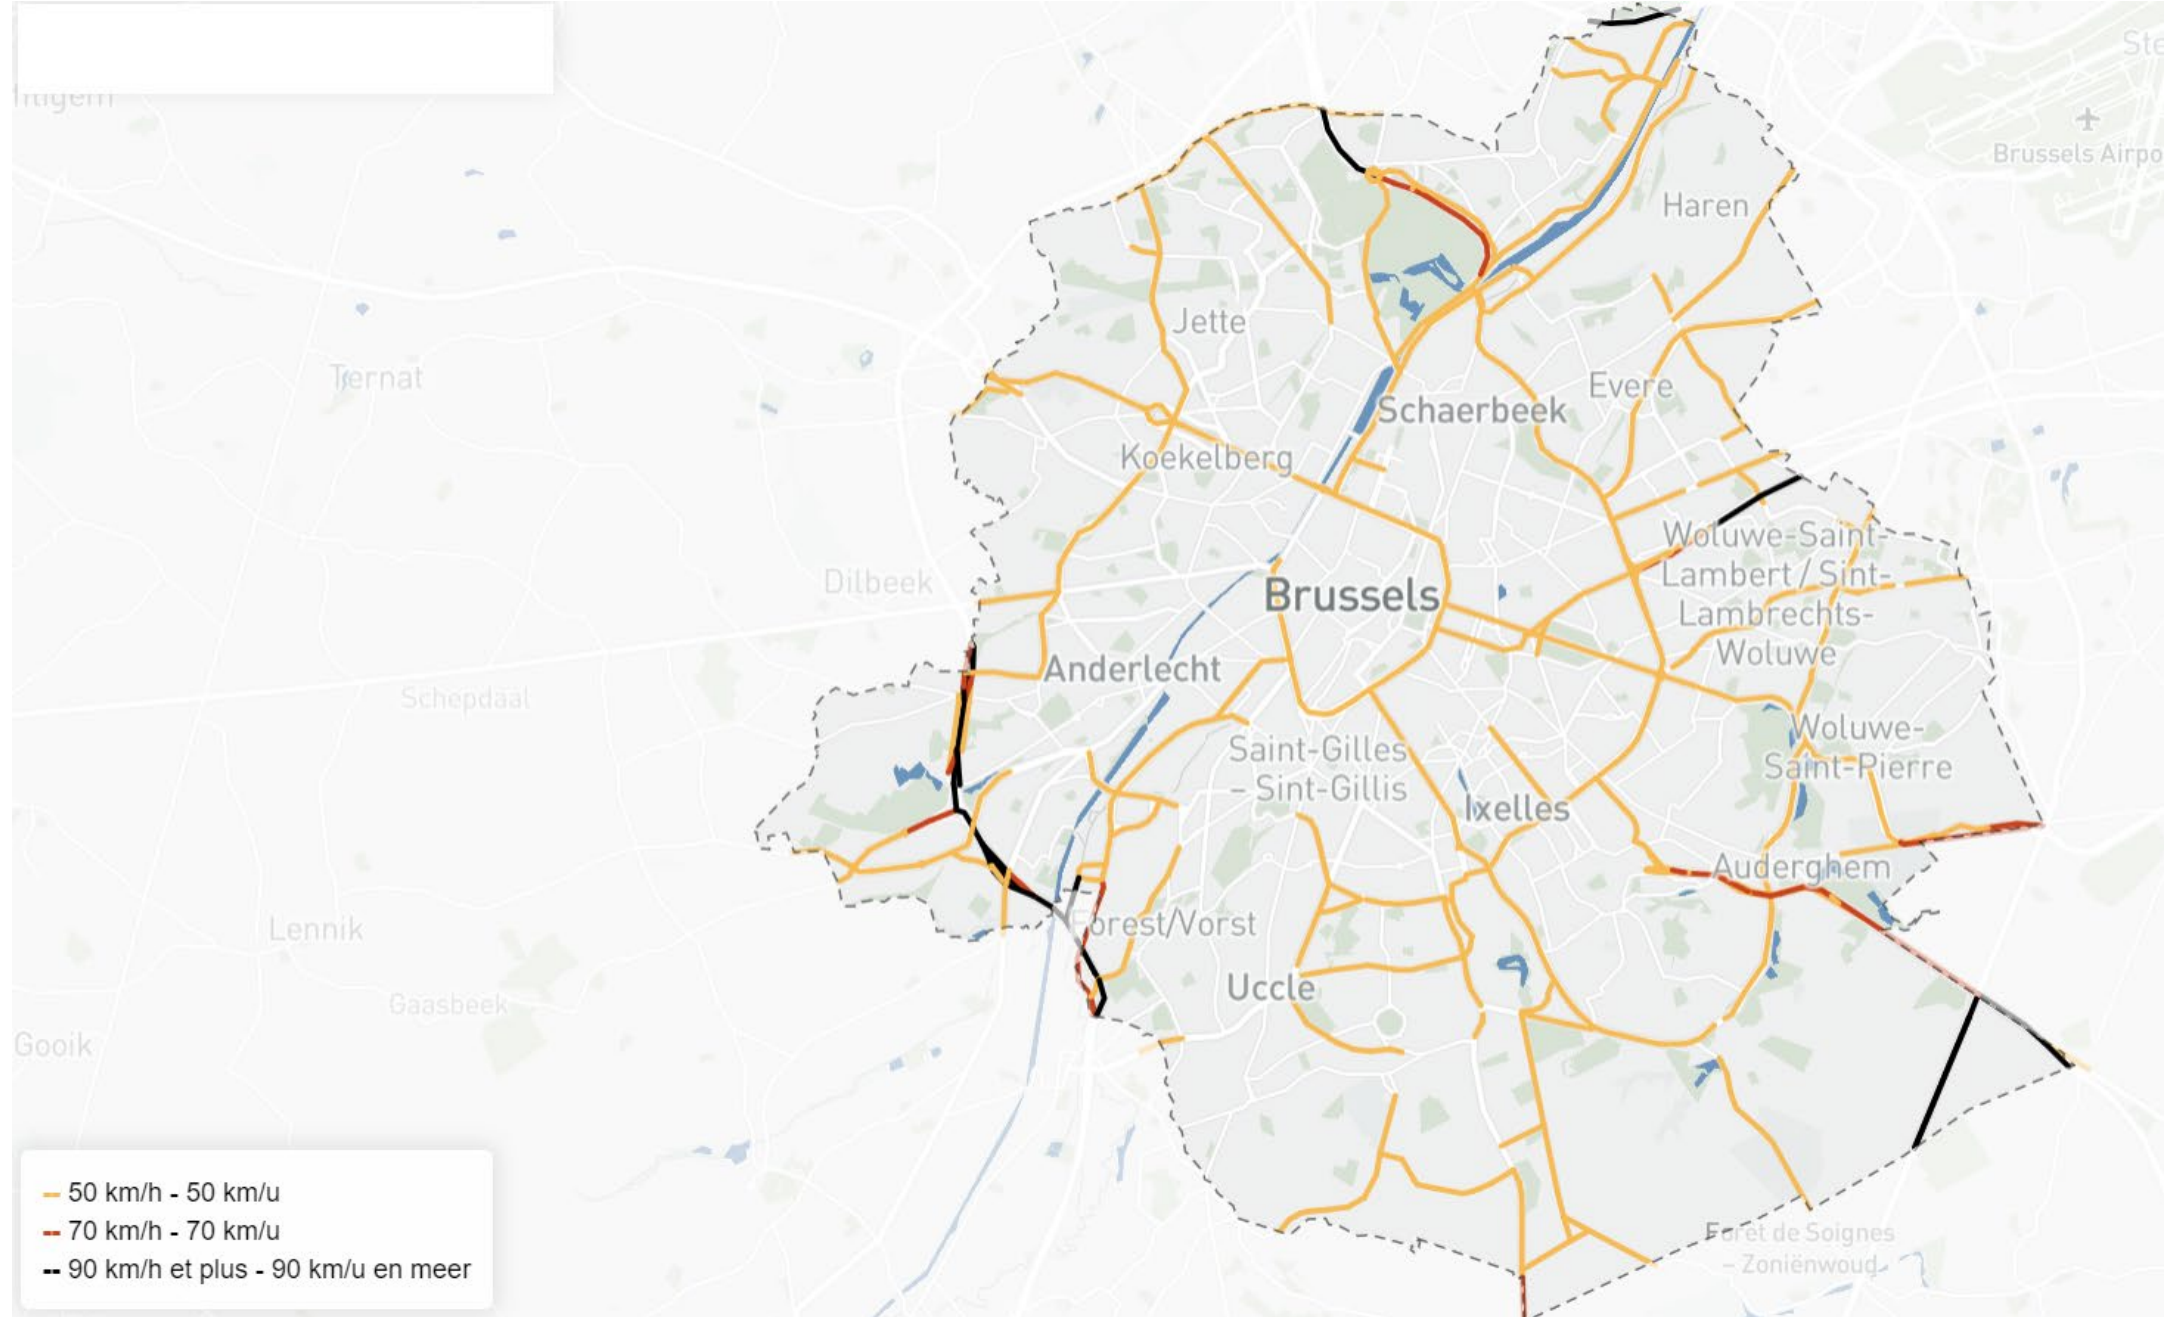 Ste
Brussels Airpo
Haren
Jette
Ternat
Evere
Schaerbeek
Koekelberg
Woluwe-Saint-
Lambert / Sint-
Lambrechts-
Woluwe
Dilbeek
Brussels
Anderlecht
Schepdaal
Woluwe-
Saint-Pierre
Saint-Gilles
– Sint-Gillis
Ixelles
Auderghem
Lennik
Forest/Vorst
Uccle
Gaasbeek
Gooik
50 km/h - 50 km/u
70 km/h - 70 km/u
90 km/h et plus - 90 km/u en meer
Forêt de Soignes
– Zoniënwoud